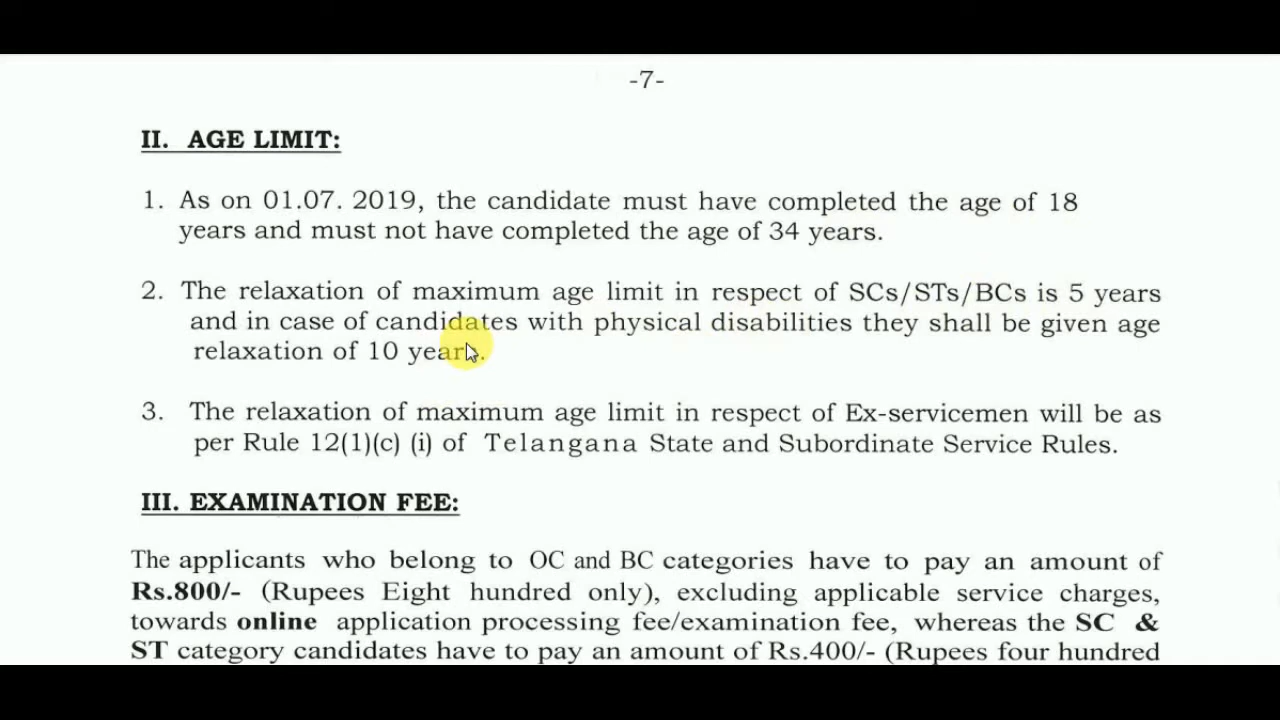 -7-
II. AGE LIMIT:
1. As on 01.07. 2019, the candidate must have completed the age of 18
years and must not have completed the age of 34 years.
2. The relaxation of maximum age limit in respect of SCs/STs/BCs is 5 years
and in case of candidates with physical disabilities they shall be given age
relaxation of 10 years.
3. The relaxation of maximum age limit in respect of Ex-servicemen will be as
per Rule 12(1)(c) (i) of Telangana State and Subordinate Service Rules.
III. EXAMINATION FEE:
The applicants who belong to OC and BC categories have to pay an amount of
Rs.800/- (Rupees Eight hundred only), excluding applicable service charges,
towards online application processing fee/examination fee, whereas the SC &
ST category candidates have to pay an amount of Rs.400/- (Rupees four hundred